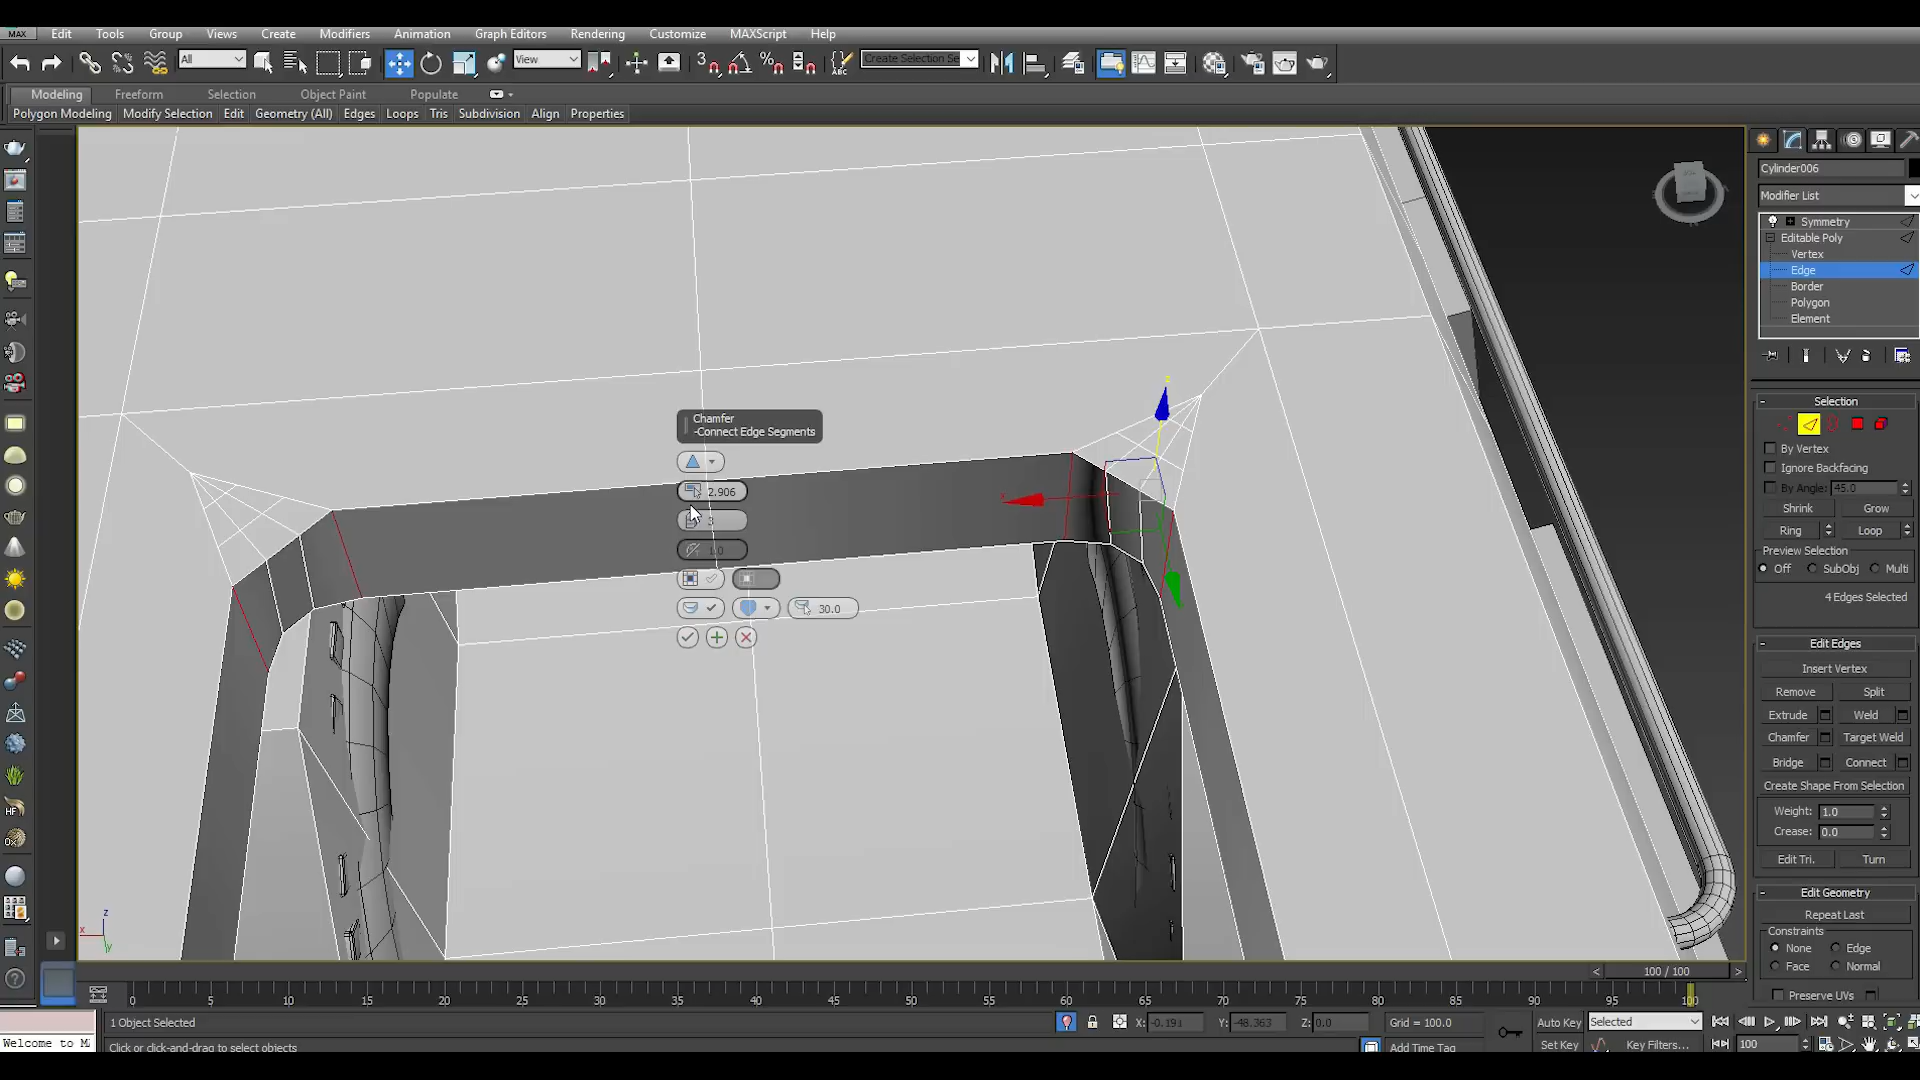 MAX Edit Tools Group Views Create Modifiers Animation Graph Editors Rendering Customize MAXScript Help
All View Create Selection Se
Modeling Freeform Selection Object Paint Populate
Polygon Modeling Modify Selection Edit Geometry (All) Edges Loops Tris Subdivision Align Properties
Cylinder006
Modifier List
Symmetry
Editable Poly
Vertex
Edge
Border
Polygon
Element
Chamfer
-Connect Edge Segments
2.906
3
1.0
30.0
Selection
By Vertex
Ignore Backfacing
By Angle: 45.0
Shrink Grow
Ring Loop
Preview Selection
Off SubObj Multi
4 Edges Selected
Edit Edges
Insert Vertex
Remove Split
Extrude Weld
Chamfer Target Weld
Bridge Connect
Create Shape From Selection
Weight: 1.0
Crease: 0.0
Edit Tri. Turn
Edit Geometry
Repeat Last
Constraints
None Edge
Face Normal
Preserve UVs
z
x
y
x
z
HF
< 100 / 100 >
0 5 10 15 20 25 30 35 40 45 50 55 60 65 70 75 80 85 90 95 100
1 Object Selected X: Y: -48.363 Z: 0.0 Grid = 100.0 Auto Key Selected
Welcome to Click or click-and-drag to select objects Add Time Tag Set Key Key Filters... 100